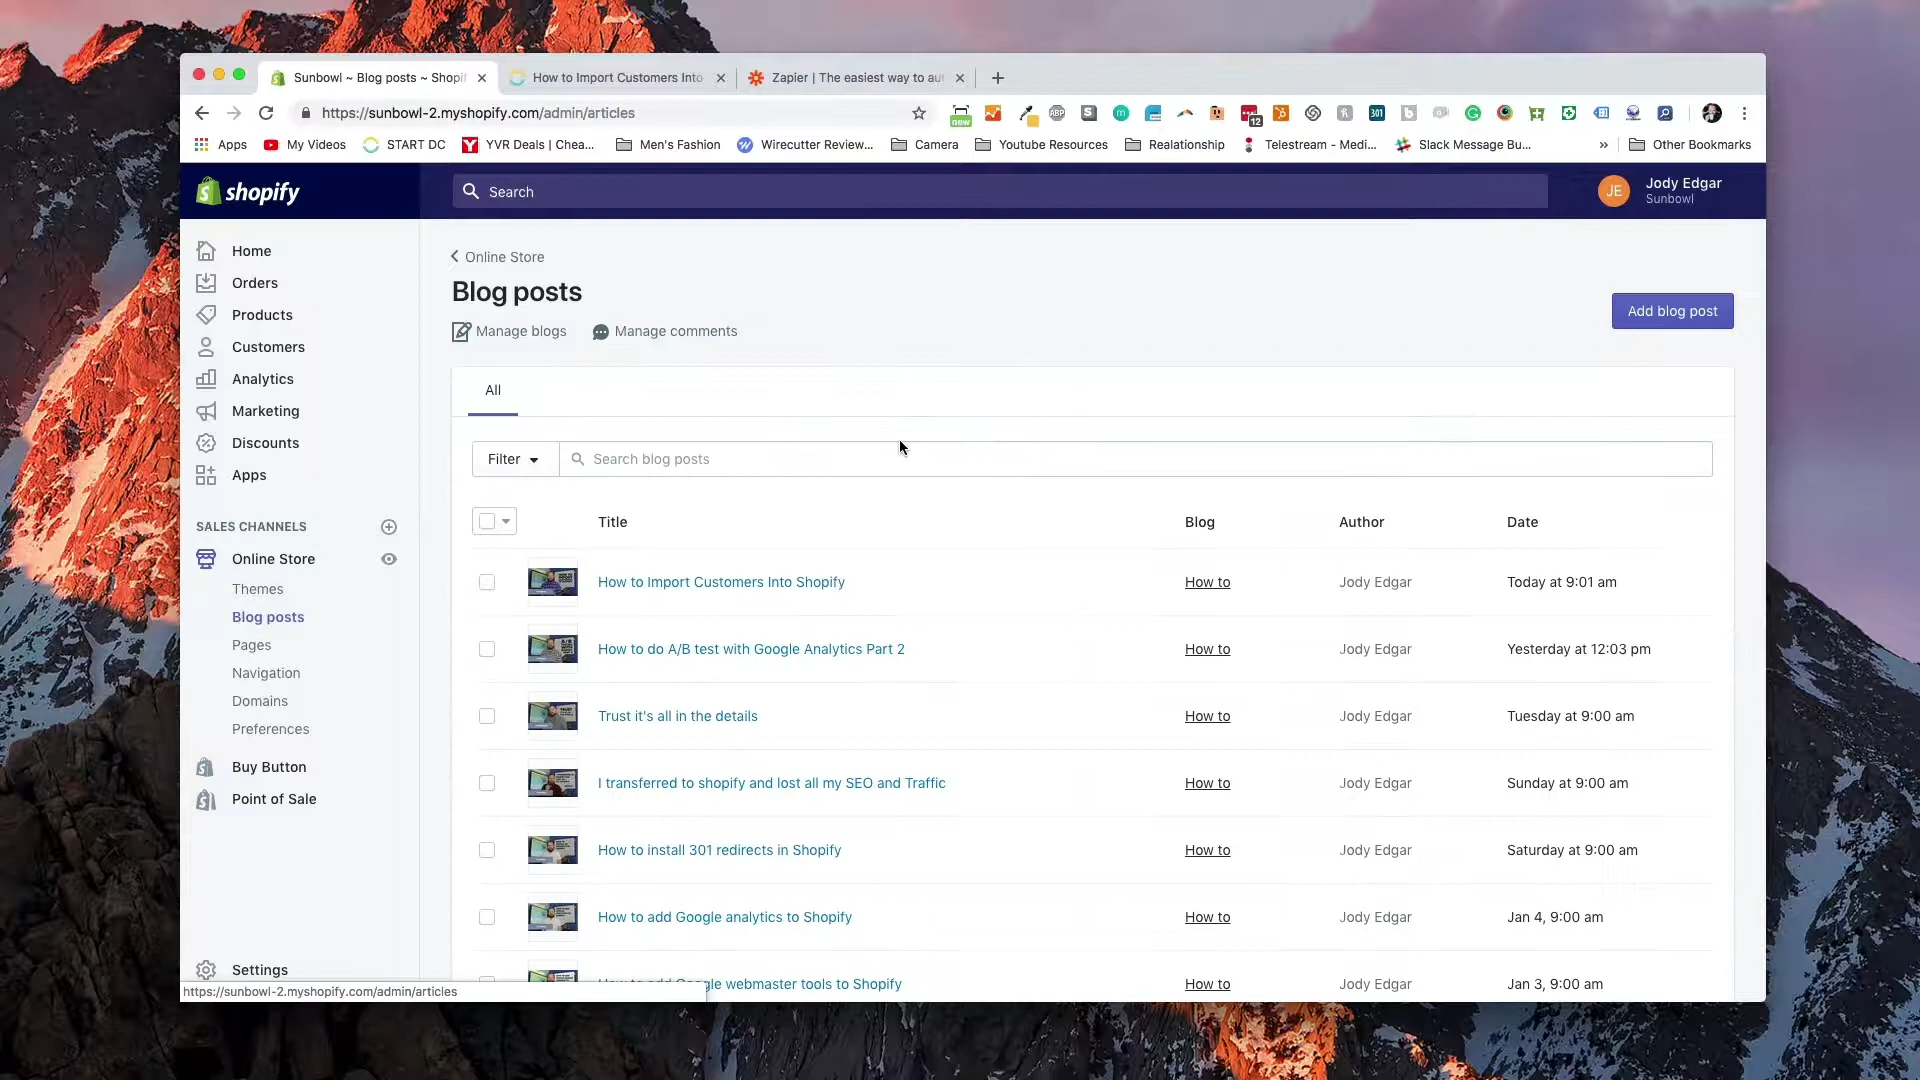 Sunbowl ~ Blog posts ~ Shopif
How to Import Customers Into
Zapier | The easiest way to au
https://sunbowl-2.myshopify.com/admin/articles
new
ABP
12
301
Apps
My Videos
START DC
YVR Deals | Chea...
Men's Fashion
Wirecutter Review...
Camera
Youtube Resources
Realationship
Telestream - Medi...
Slack Message Bu...
»
Other Bookmarks
shopify
Search
JE
Jody Edgar
Sunbowl
Home
Orders
Products
Customers
Analytics
Marketing
Discounts
Apps
SALES CHANNELS
Online Store
Themes
Blog posts
Pages
Navigation
Domains
Preferences
Buy Button
Point of Sale
Settings
https://sunbowl-2.myshopify.com/admin/articles
Online Store
Blog posts
Manage blogs
Manage comments
Add blog post
All
Filter
Search blog posts
Title Blog Author Date
How to Import Customers Into Shopify How to Jody Edgar Today at 9:01 am
How to do A/B test with Google Analytics Part 2 How to Jody Edgar Yesterday at 12:03 pm
Trust it's all in the details How to Jody Edgar Tuesday at 9:00 am
I transferred to shopify and lost all my SEO and Traffic How to Jody Edgar Sunday at 9:00 am
How to install 301 redirects in Shopify How to Jody Edgar Saturday at 9:00 am
How to add Google analytics to Shopify How to Jody Edgar Jan 4, 9:00 am
How to add Google webmaster tools to Shopify How to Jody Edgar Jan 3, 9:00 am